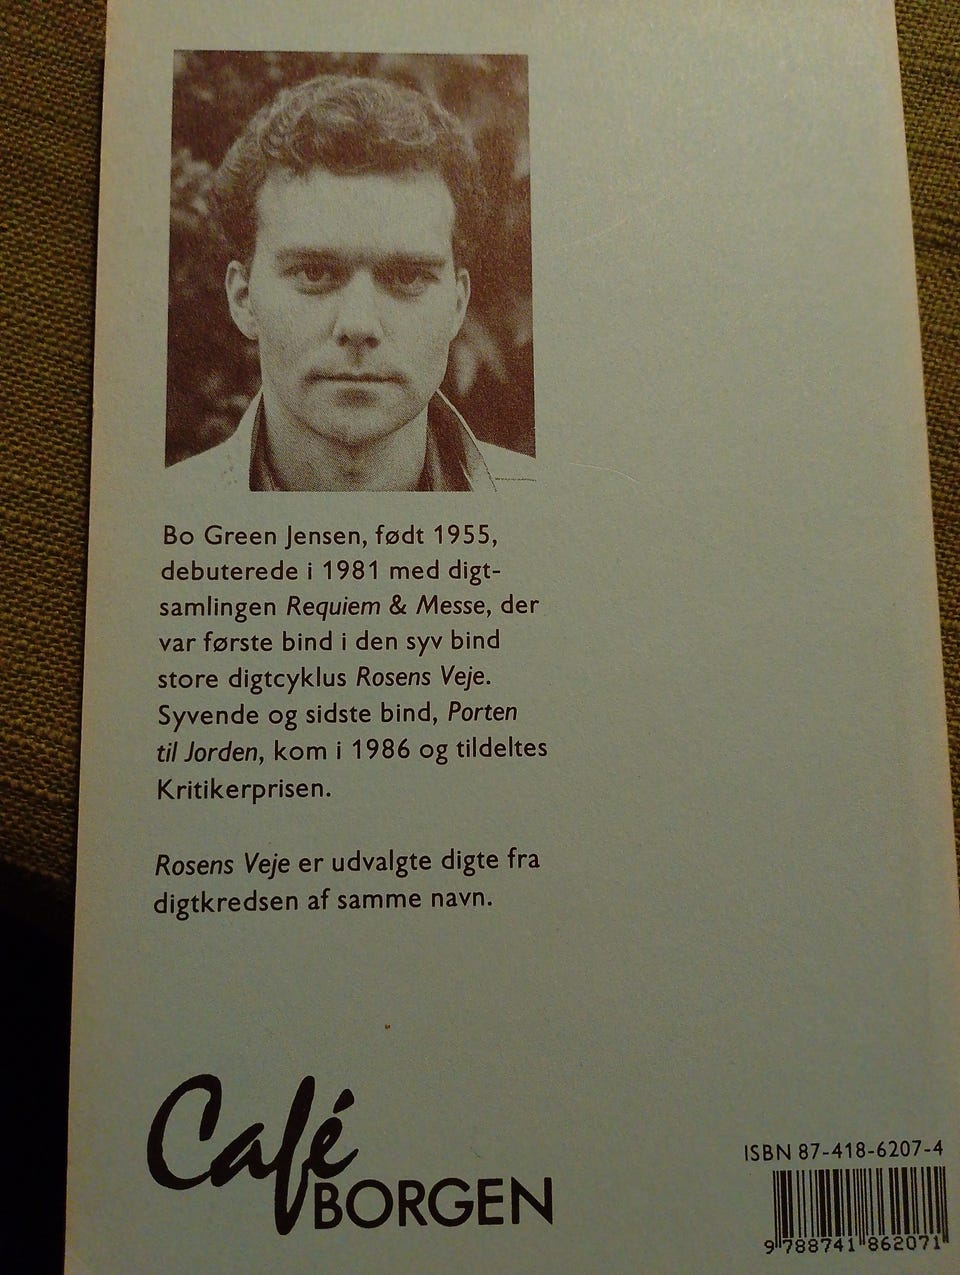 Bo Green Jensen, født 1955,
debuterede i 1981 med digt-
samlingen Requiem & Messe, der
var første bind i den syv bind
store digtcyklus Rosens Veje.
Syvende og sidste bind, Porten
til Jorden, kom i 1986 og tildeltes
Kritikerprisen.
Rosens Veje er udvalgte digte fra
digtkredsen af samme navn.
Café
BORGEN
ISBN 87-418-6207-4
9 788741 862071